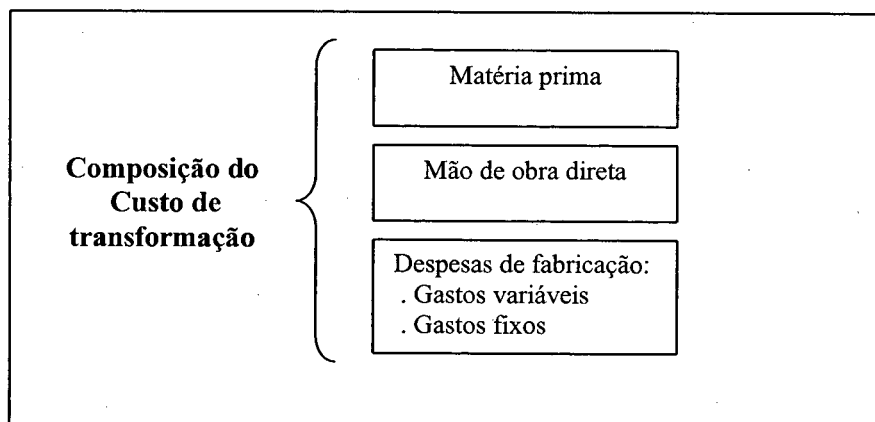 Composição do
Custo de
transformação
Matéria prima
Mão de obra direta
Despesas de fabricação:
. Gastos variáveis
. Gastos fixos